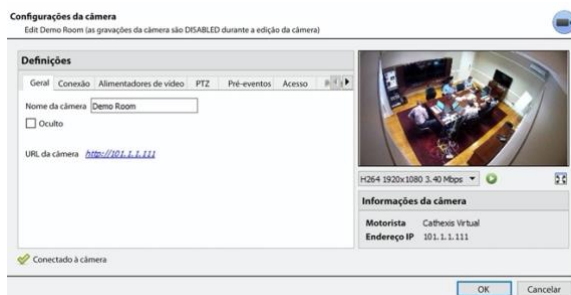 Configurações da câmera
Edit Demo Room (as gravações da câmera são DISABLED durante a edição da câmera)
Definições
Geral Conexão Alimentadores de vídeo PTZ Pré-eventos Acesso
Nome da câmera Demo Room
Oculto
URL da câmera http://101.1.1.111
H264 1920x1080 3.40 Mbps
Informações da câmera
Motorista Cathexis Virtual
Endereço IP 101.1.1.111
Conectado à câmera
OK Cancelar